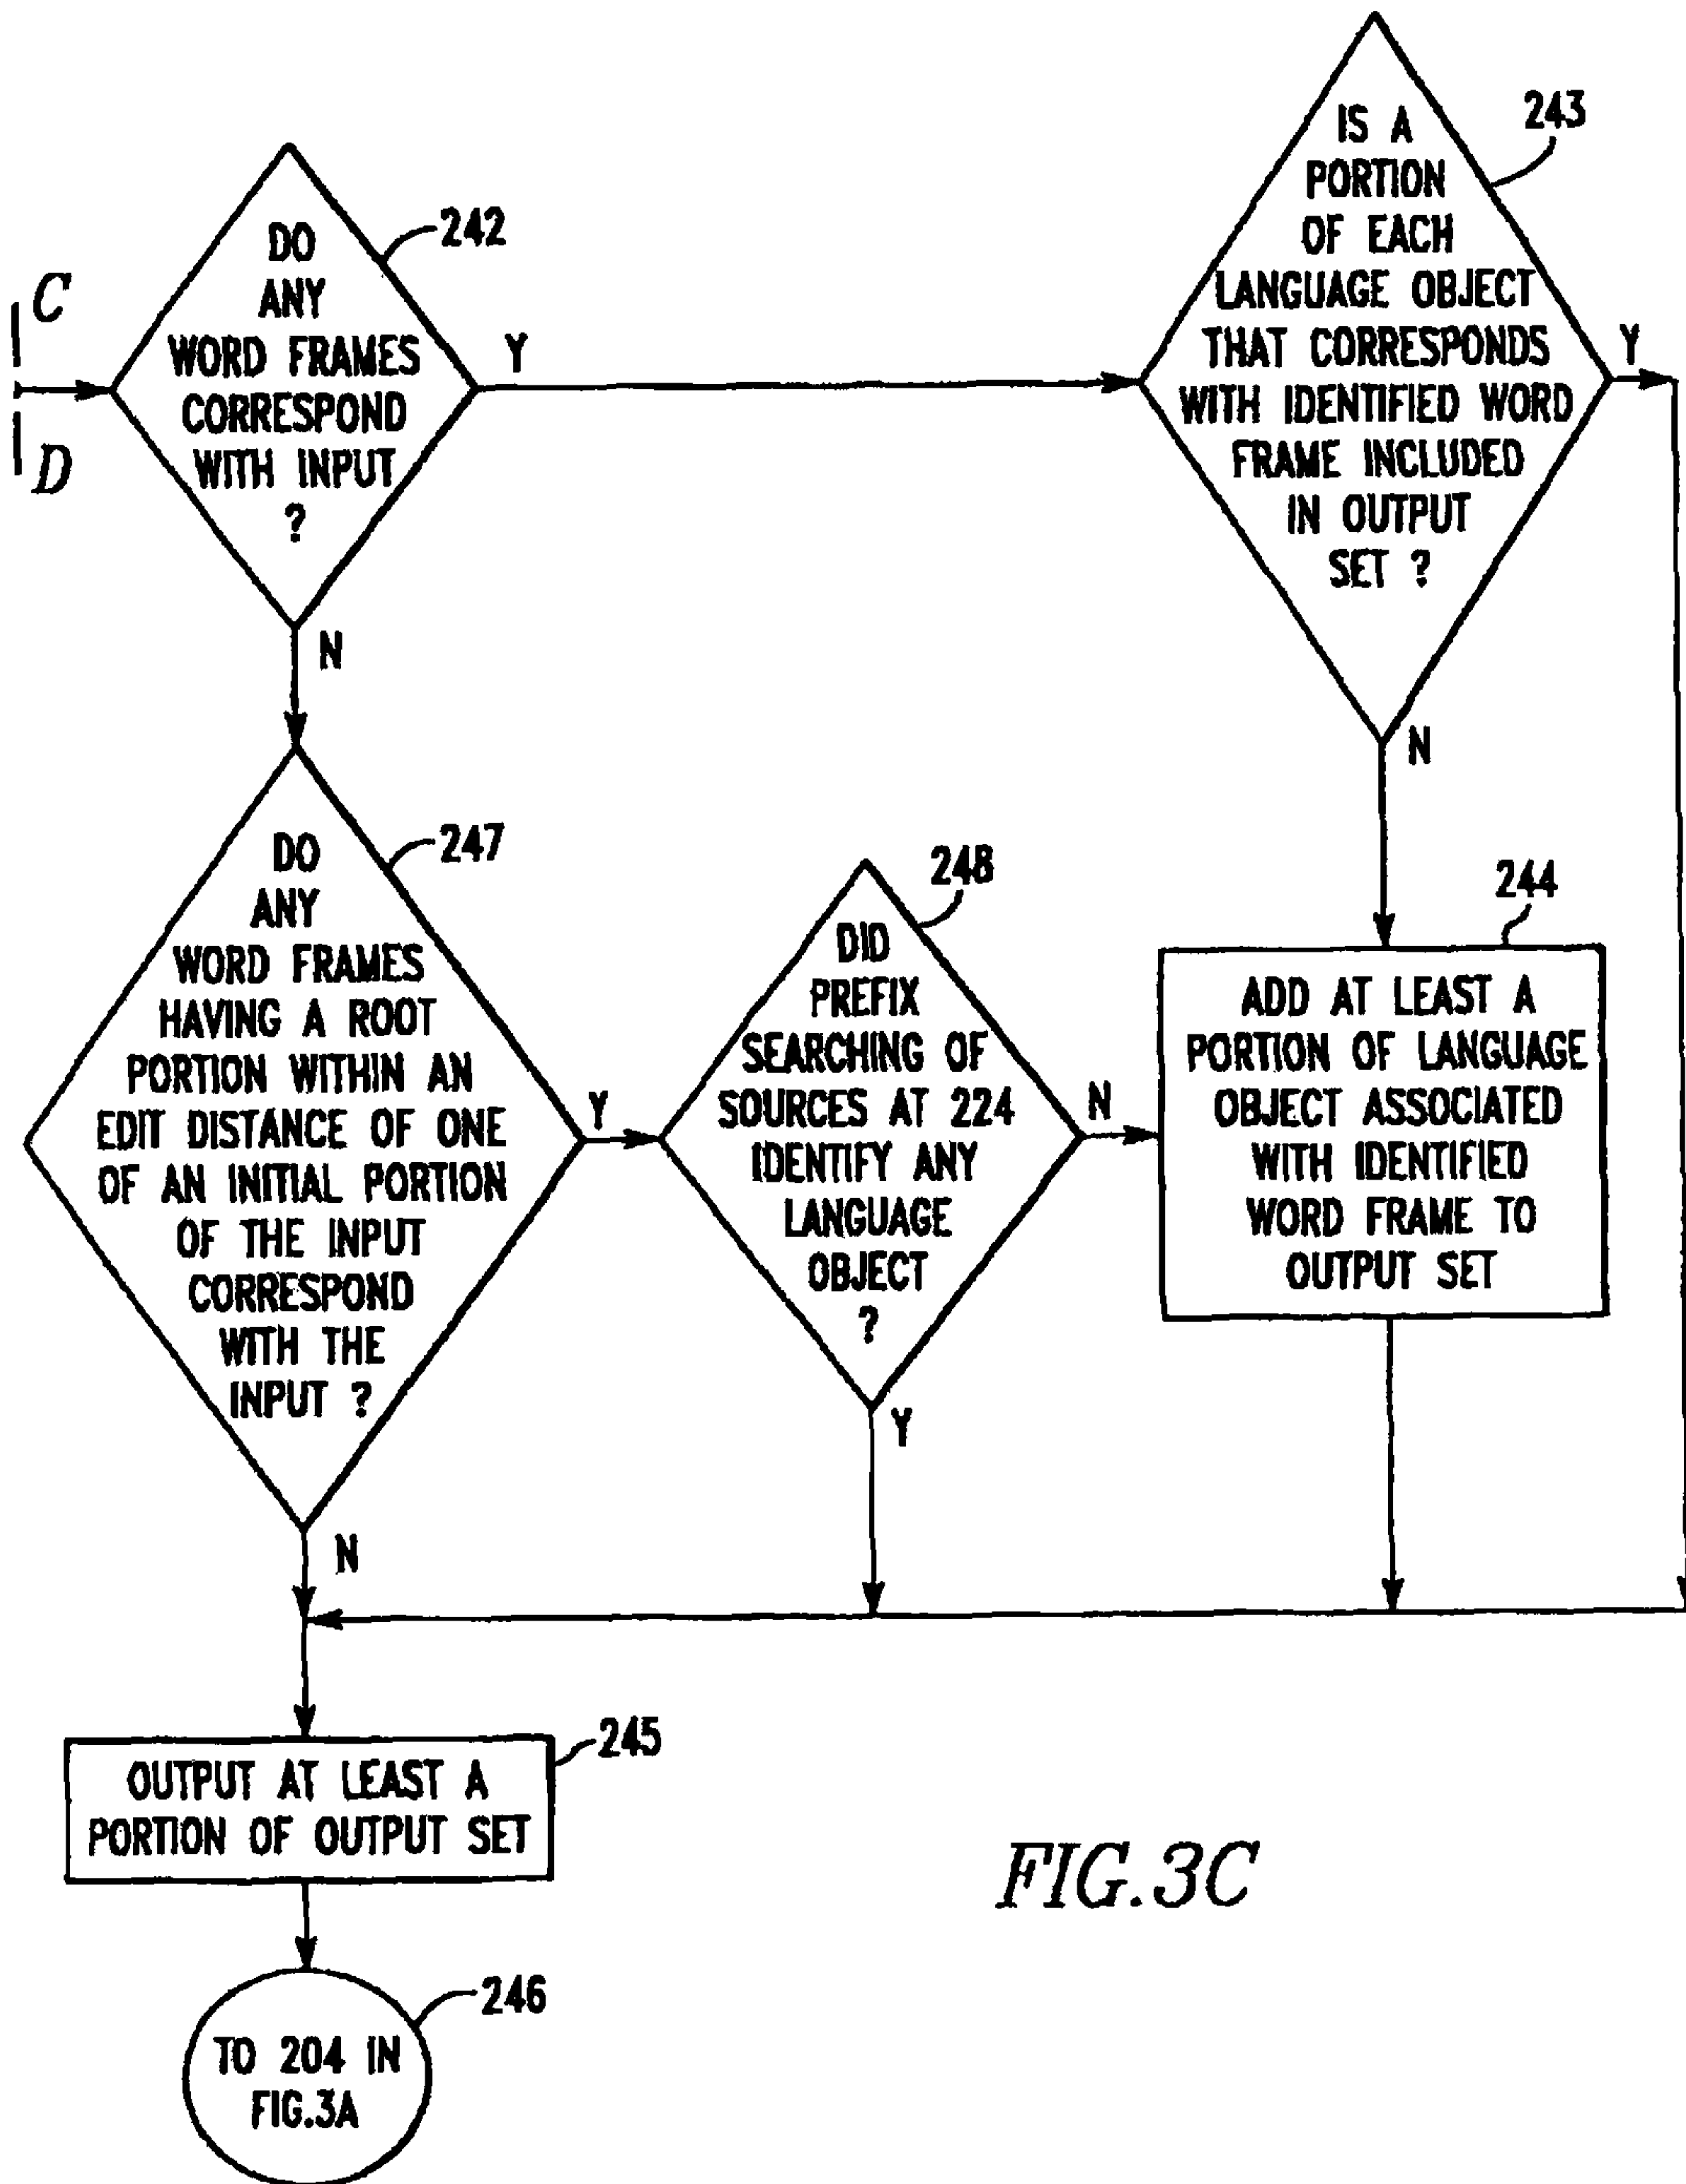 C
D
DO
ANY
WORD FRAMES
CORRESPOND
WITH INPUT
?
242
Y
N
IS A
PORTION
OF EACH
LANGUAGE OBJECT
THAT CORRESPONDS
WITH IDENTIFIED WORD
FRAME INCLUDED
IN OUTPUT
SET ?
243
Y
N
DO
ANY
WORD FRAMES
HAVING A ROOT
PORTION WITHIN AN
EDIT DISTANCE OF ONE
OF AN INITIAL PORTION
OF THE INPUT
CORRESPOND
WITH THE
INPUT ?
247
Y
N
DID
PREFIX
SEARCHING OF
SOURCES AT 224
IDENTIFY ANY
LANGUAGE
OBJECT
?
248
N
Y
244
ADD AT LEAST A
PORTION OF LANGUAGE
OBJECT ASSOCIATED
WITH IDENTIFIED
WORD FRAME TO
OUTPUT SET
245
OUTPUT AT LEAST A
PORTION OF OUTPUT SET
246
TO 204 IN
FIG.3A
FIG.3C